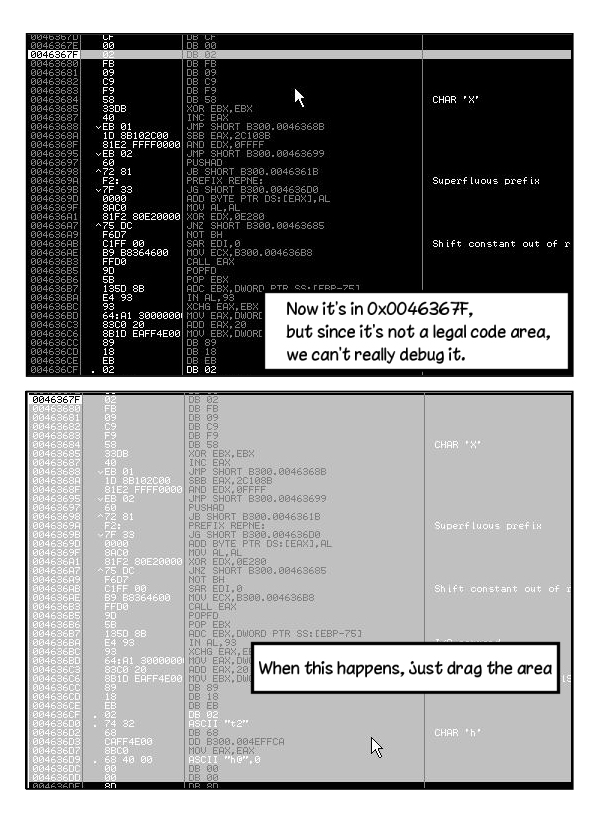 0046367D CF DB CF
0046367E 00 DB 00
0046367F 02 DB 02
00463680 FB DB FB
00463681 09 DB 09
00463682 C9 DB C9
00463683 F9 DB F9
00463684 58 DB 58 CHAR 'X'
00463685 33DB XOR EBX,EBX
00463687 40 INC EAX
00463688 ⌄EB 01 JMP SHORT B300.0046368B
0046368A 1D 8B102C00 SBB EAX,2C108B
0046368F 81E2 FFFF0000 AND EDX,0FFFF
00463695 ⌄EB 02 JMP SHORT B300.00463699
00463697 60 PUSHAD
00463698 ^72 81 JB SHORT B300.0046361B
0046369A F2: PREFIX REPNE: Superfluous prefix
0046369B ⌄7F 33 JG SHORT B300.004636D0
0046369D 0000 ADD BYTE PTR DS:[EAX],AL
0046369F 8AC0 MOV AL,AL
004636A1 81F2 80E20000 XOR EDX,0E280
004636A7 ^75 DC JNZ SHORT B300.00463685
004636A9 F6D7 NOT BH
004636AB C1FF 00 SAR EDI,0 Shift constant out of r
004636AE B9 B8364600 MOV ECX,B300.004636B8
004636B3 FFD0 CALL EAX
004636B5 9D POPFD
004636B6 5B POP EBX
004636B7 135D 8B ADC EBX,DWORD PTR SS:[EBP-75]
004636BA E4 93 IN AL,93
004636BC 93 XCHG EAX,EBX
004636BD 64:A1 3000000 MOV EAX,DWORD
004636C3 83C0 20 ADD EAX,20
004636C6 8B1D EAFF4E00 MOV EBX,DWORD
004636CC 89 DB 89
004636CD 18 DB 18
004636CE EB DB EB
004636CF . 02 DB 02
Now it's in 0x0046367F,
but since it's not a legal code area,
we can't really debug it.
0046367F 02 DB 02
00463680 FB DB FB
00463681 09 DB 09
00463682 C9 DB C9
00463683 F9 DB F9
00463684 58 DB 58 CHAR 'X'
00463685 33DB XOR EBX,EBX
00463687 40 INC EAX
00463688 ⌄EB 01 JMP SHORT B300.0046368B
0046368A 1D 8B102C00 SBB EAX,2C108B
0046368F 81E2 FFFF0000 AND EDX,0FFFF
00463695 ⌄EB 02 JMP SHORT B300.00463699
00463697 60 PUSHAD
00463698 ^72 81 JB SHORT B300.0046361B
0046369A F2: PREFIX REPNE: Superfluous prefix
0046369B ⌄7F 33 JG SHORT B300.004636D0
0046369D 0000 ADD BYTE PTR DS:[EAX],AL
0046369F 8AC0 MOV AL,AL
004636A1 81F2 80E20000 XOR EDX,0E280
004636A7 ^75 DC JNZ SHORT B300.00463685
004636A9 F6D7 NOT BH
004636AB C1FF 00 SAR EDI,0 Shift constant out of r
004636AE B9 B8364600 MOV ECX,B300.004636B8
004636B3 FFD0 CALL EAX
004636B5 9D POPFD
004636B6 5B POP EBX
004636B7 135D 8B ADC EBX,DWORD PTR SS:[EBP-75]
004636BA E4 93 IN AL,93
004636BC 93 XCHG EAX,E
004636BD 64:A1 3000000 MOV EAX,DW
004636C3 83C0 20 ADD EAX,20
004636C6 8B1D EAFF4E00 MOV EBX,DW
004636CC 89 DB 89
004636CD 18 DB 18
004636CE EB DB EB
004636CF . 02 DB 02
004636D0 . 74 32 ASCII "t2"
004636D2 68 DB 68 CHAR 'h'
004636D3 CAFF4E00 DD B300.004EFFCA
004636D7 8BC0 MOV EAX,EAX
004636D9 . 68 40 00 ASCII "h@",0
004636DC 00 DB 00
004636DD 00 DB 00
When this happens, just drag the area